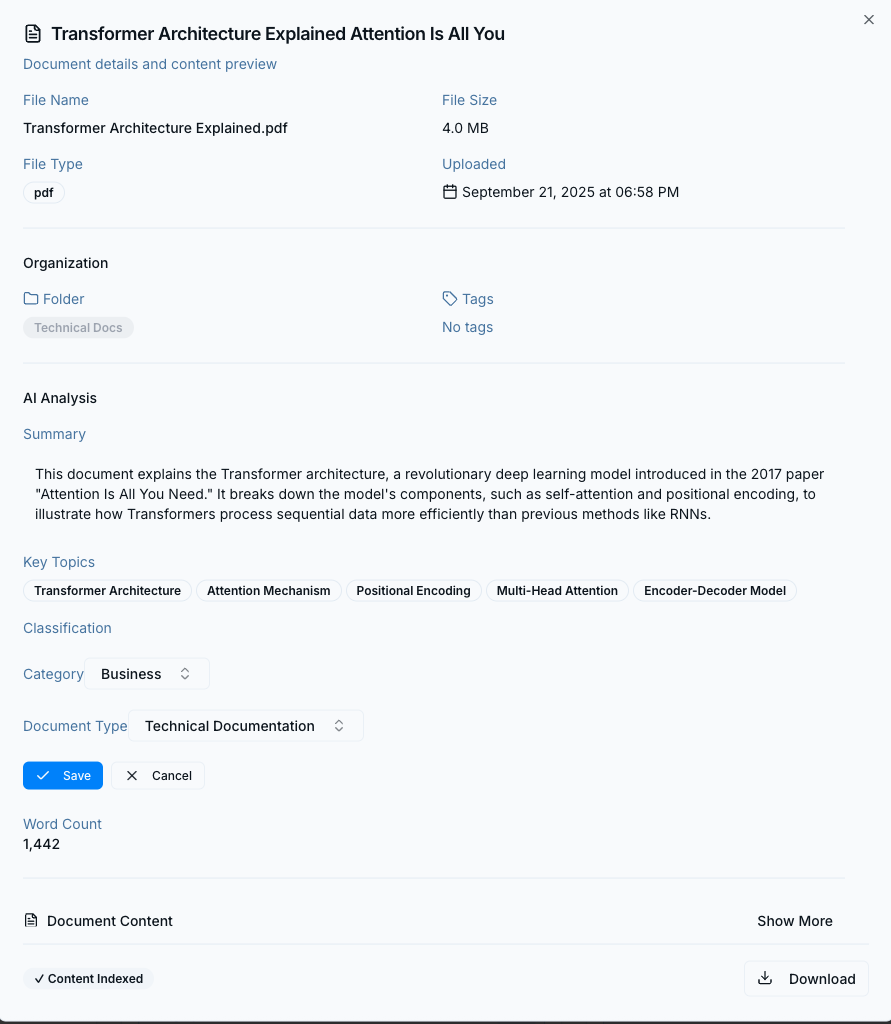 Transformer Architecture Explained Attention Is All You
Document details and content preview
File Name
File Size
Transformer Architecture Explained.pdf
4.0 MB
File Type
Uploaded
pdf
September 21, 2025 at 06:58 PM
Organization
Folder
Tags
Technical Docs
No tags
AI Analysis
Summary
This document explains the Transformer architecture, a revolutionary deep learning model introduced in the 2017 paper
"Attention Is All You Need." It breaks down the model's components, such as self-attention and positional encoding, to
illustrate how Transformers process sequential data more efficiently than previous methods like RNNs.
Key Topics
Transformer Architecture Attention Mechanism Positional Encoding Multi-Head Attention Encoder-Decoder Model
Classification
Category Business
Document Type Technical Documentation
Save Cancel
Word Count
1,442
Document Content Show More
✓ Content Indexed Download